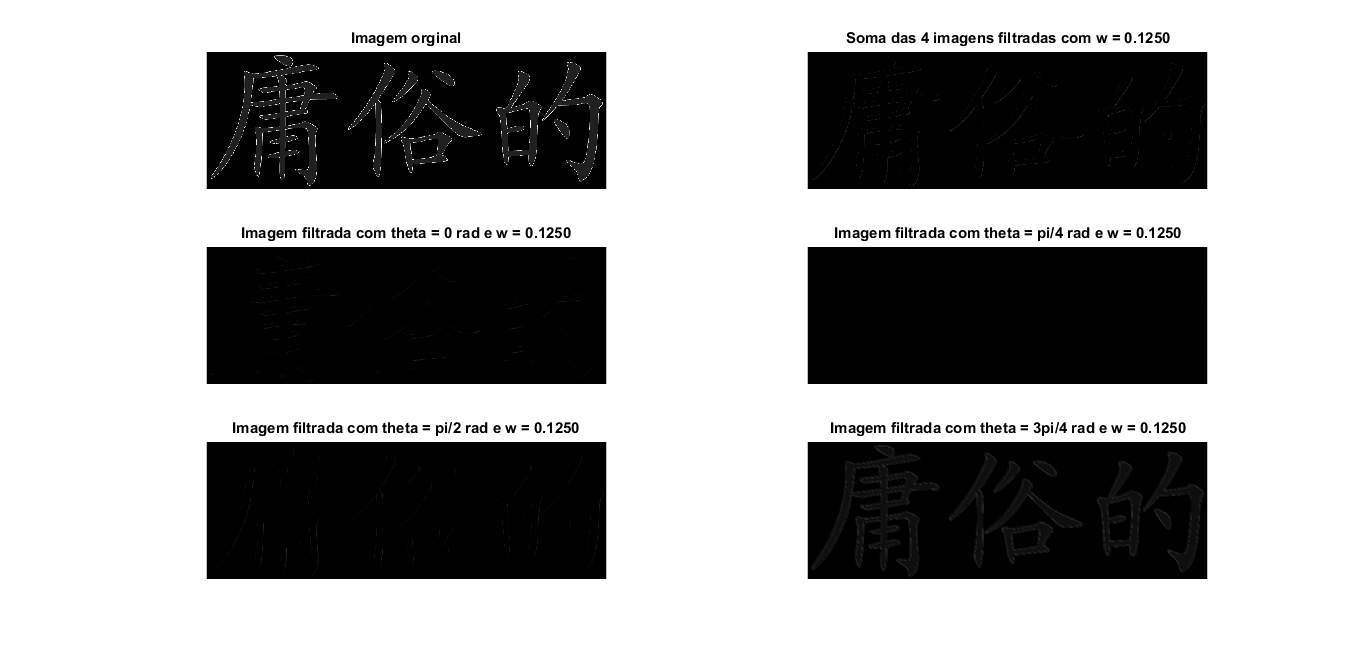 Imagem orginal
庸俗的
Soma das 4 imagens filtradas com w = 0.1250
庸俗的
Imagem filtrada com theta = 0 rad e w = 0.1250
庸俗的
Imagem filtrada com theta = pi/4 rad e w = 0.1250
Imagem filtrada com theta = pi/2 rad e w = 0.1250
庸俗的
Imagem filtrada com theta = 3pi/4 rad e w = 0.1250
庸俗的